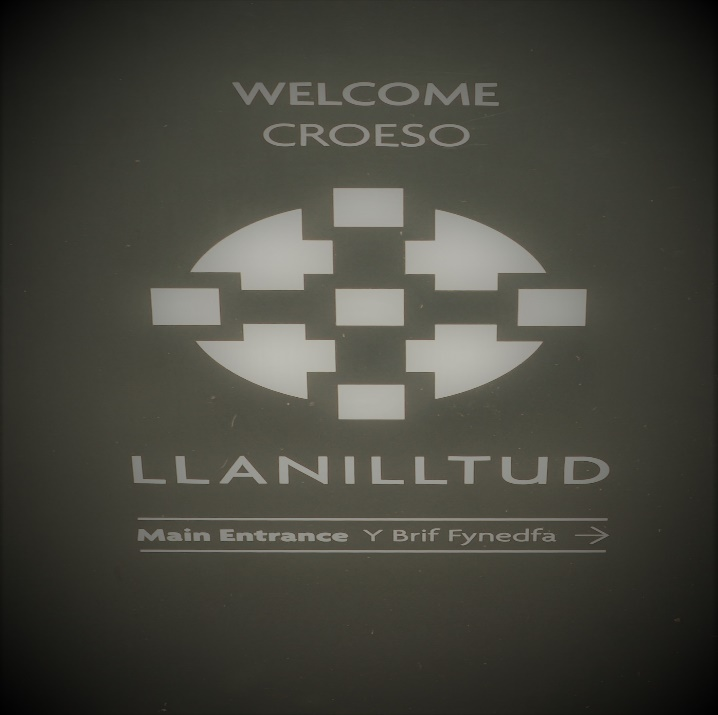 WELCOME
CROESO
LLANILLTUD
Main Entrance Y Brif Fynedfa →